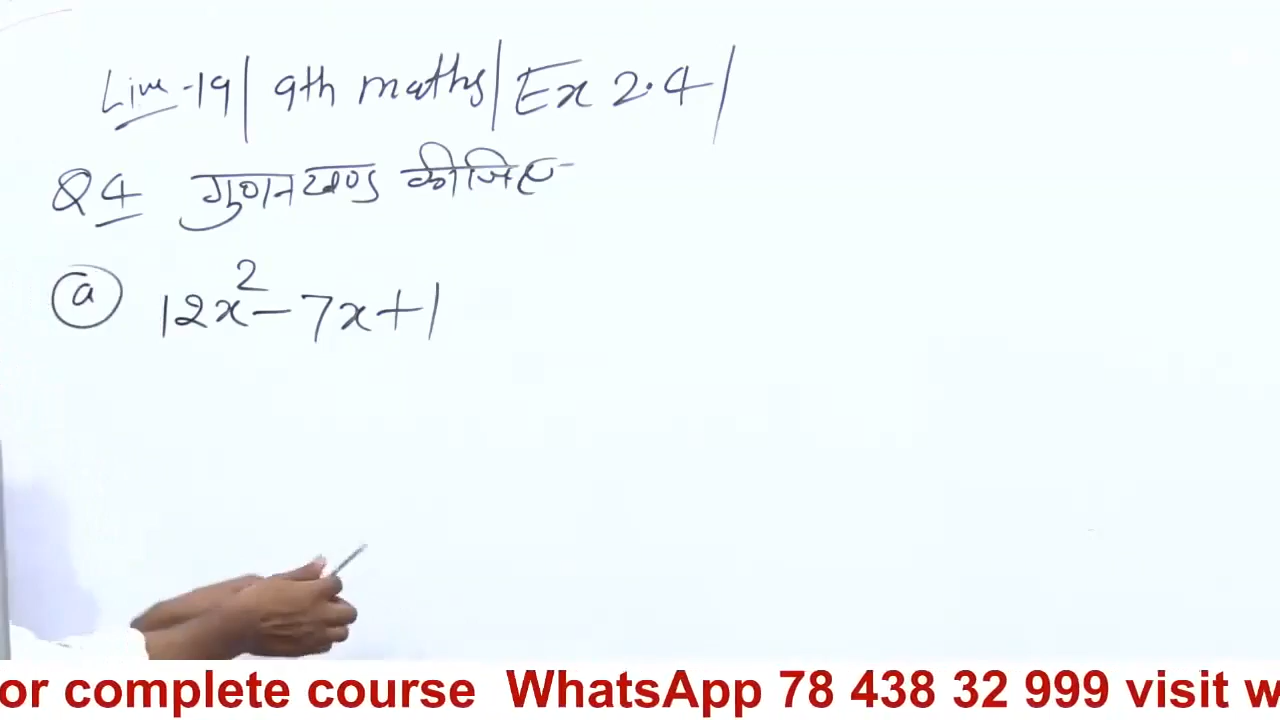 Live-19| 9th maths| Ex 2.4|
Q4 गुणनखण्ड कीजिए
(a) 12x² - 7x + 1
or complete course WhatsApp 78 438 32 999 visit w